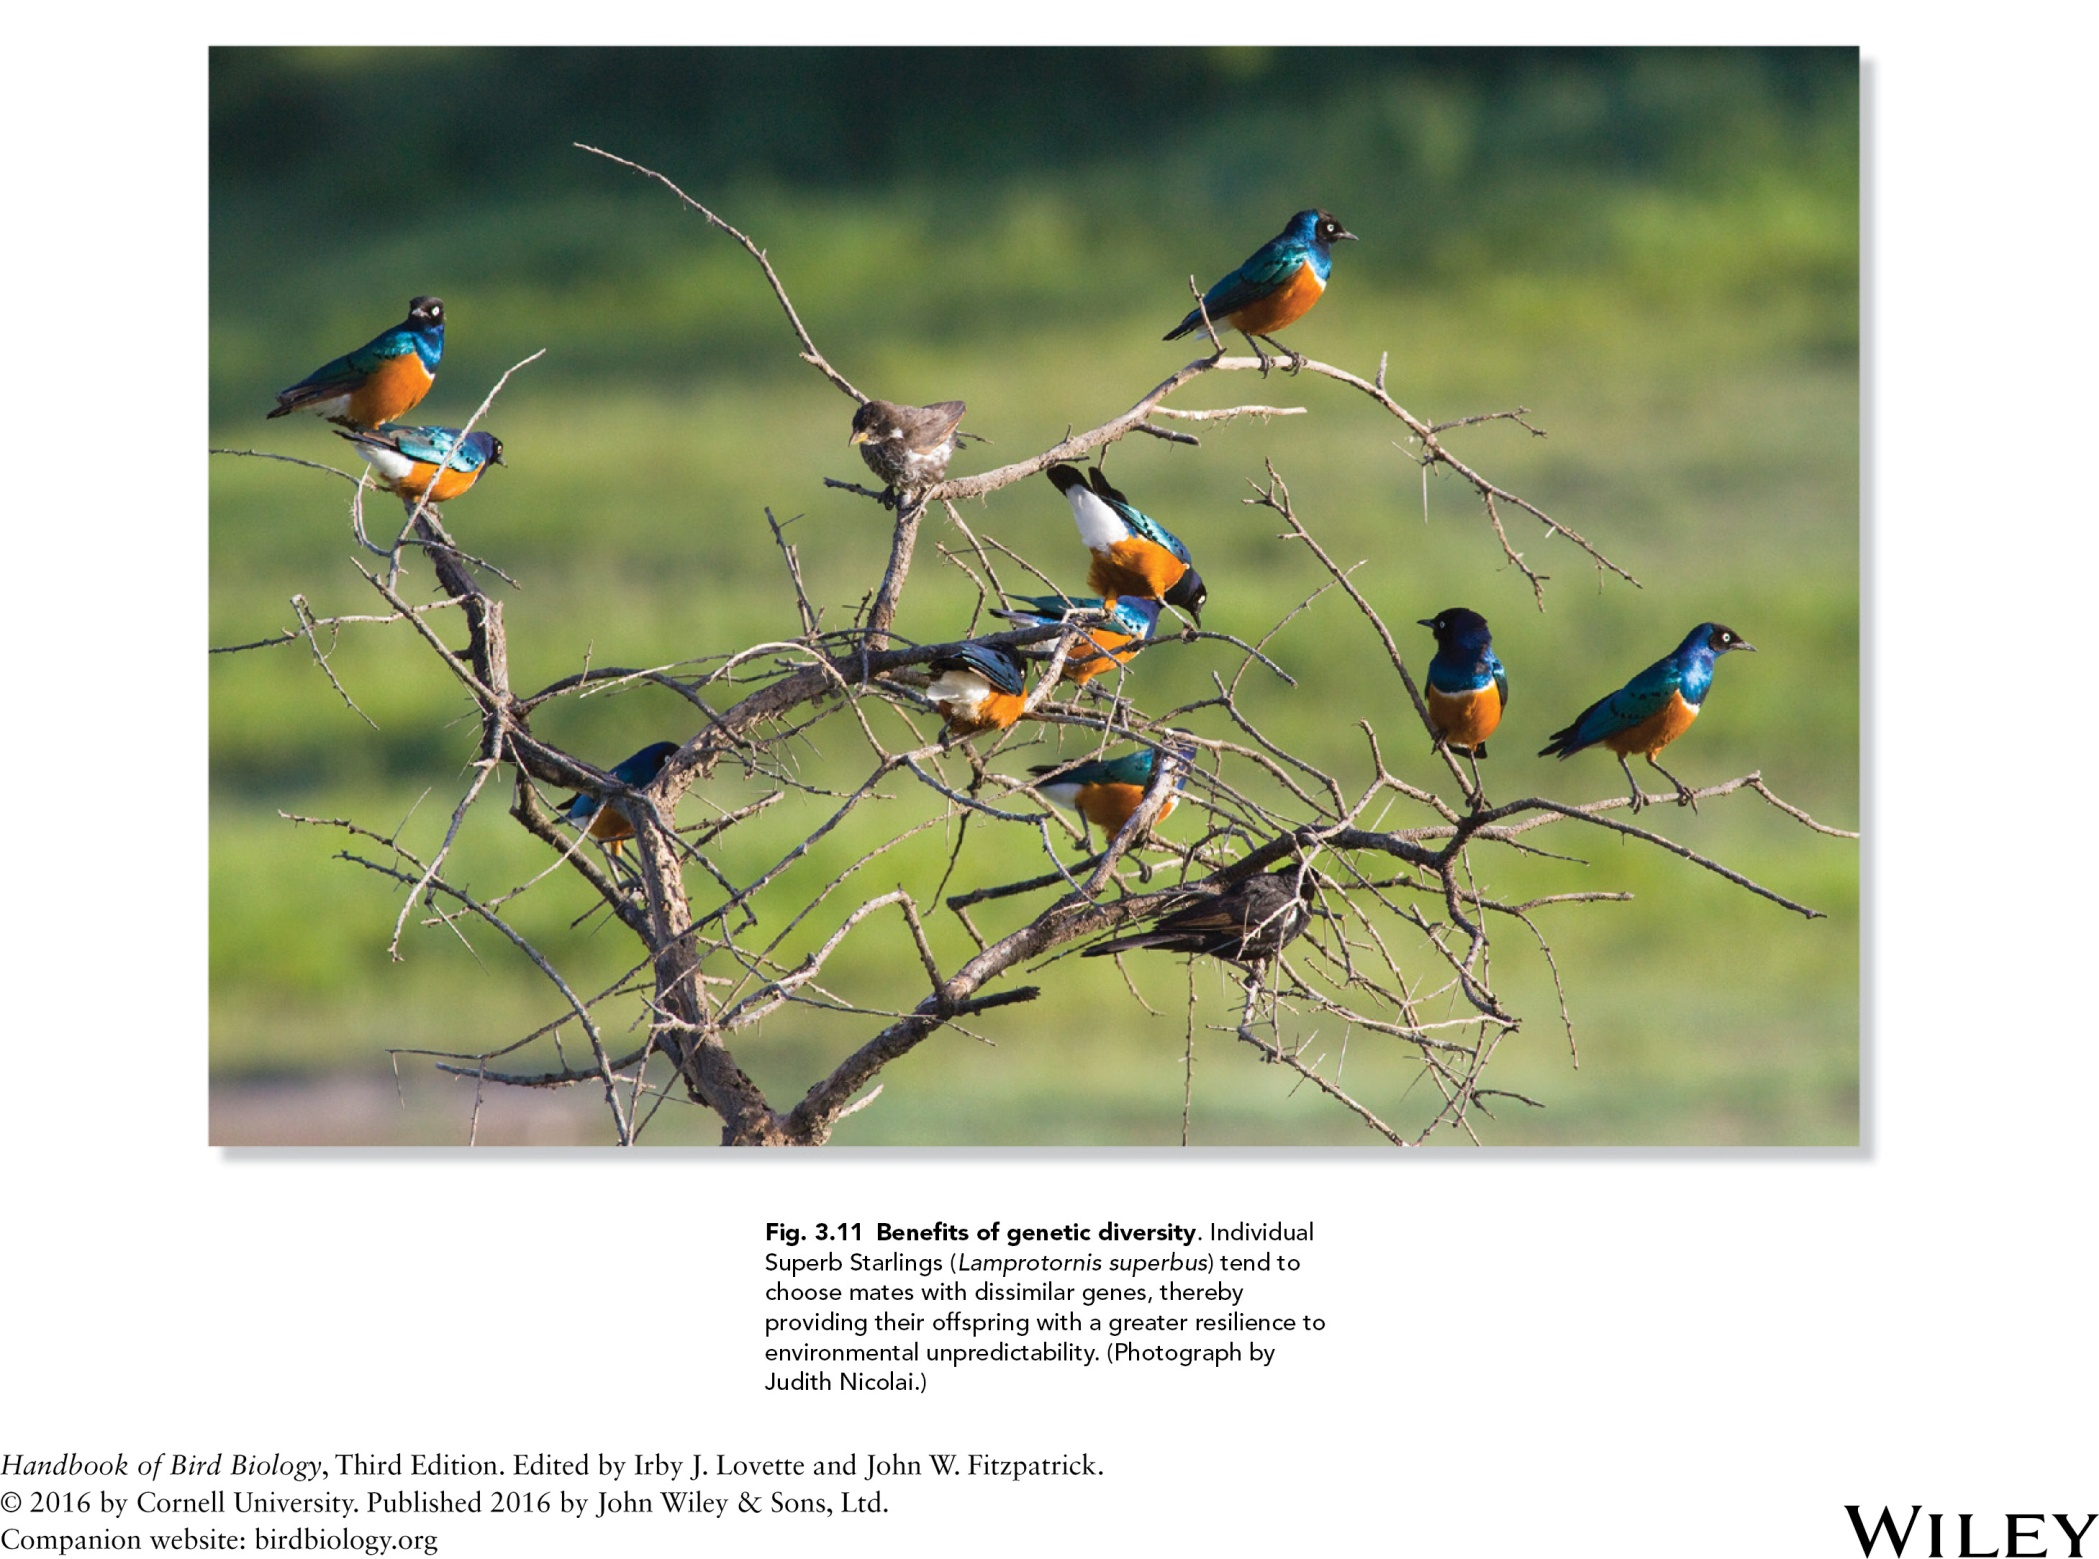 Fig. 3.11 Benefits of genetic diversity. Individual
Superb Starlings (Lamprotornis superbus) tend to
choose mates with dissimilar genes, thereby
providing their offspring with a greater resilience to
environmental unpredictability. (Photograph by
Judith Nicolai.)
Handbook of Bird Biology, Third Edition. Edited by Irby J. Lovette and John W. Fitzpatrick.
© 2016 by Cornell University. Published 2016 by John Wiley & Sons, Ltd.
Companion website: birdbiology.org
WILEY